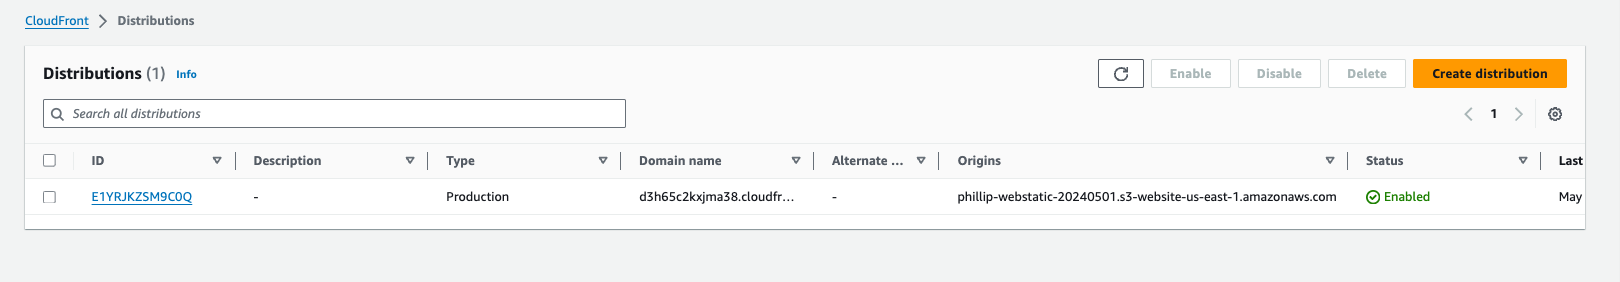 CloudFront > Distributions
Distributions (1) Info
Enable Disable Delete Create distribution
Search all distributions
1
ID Description Type Domain name Alternate ... Origins Status Last
E1YRJKZSM9C0Q - Production d3h65c2kxjma38.cloudfr... - phillip-webstatic-20240501.s3-website-us-east-1.amazonaws.com Enabled May